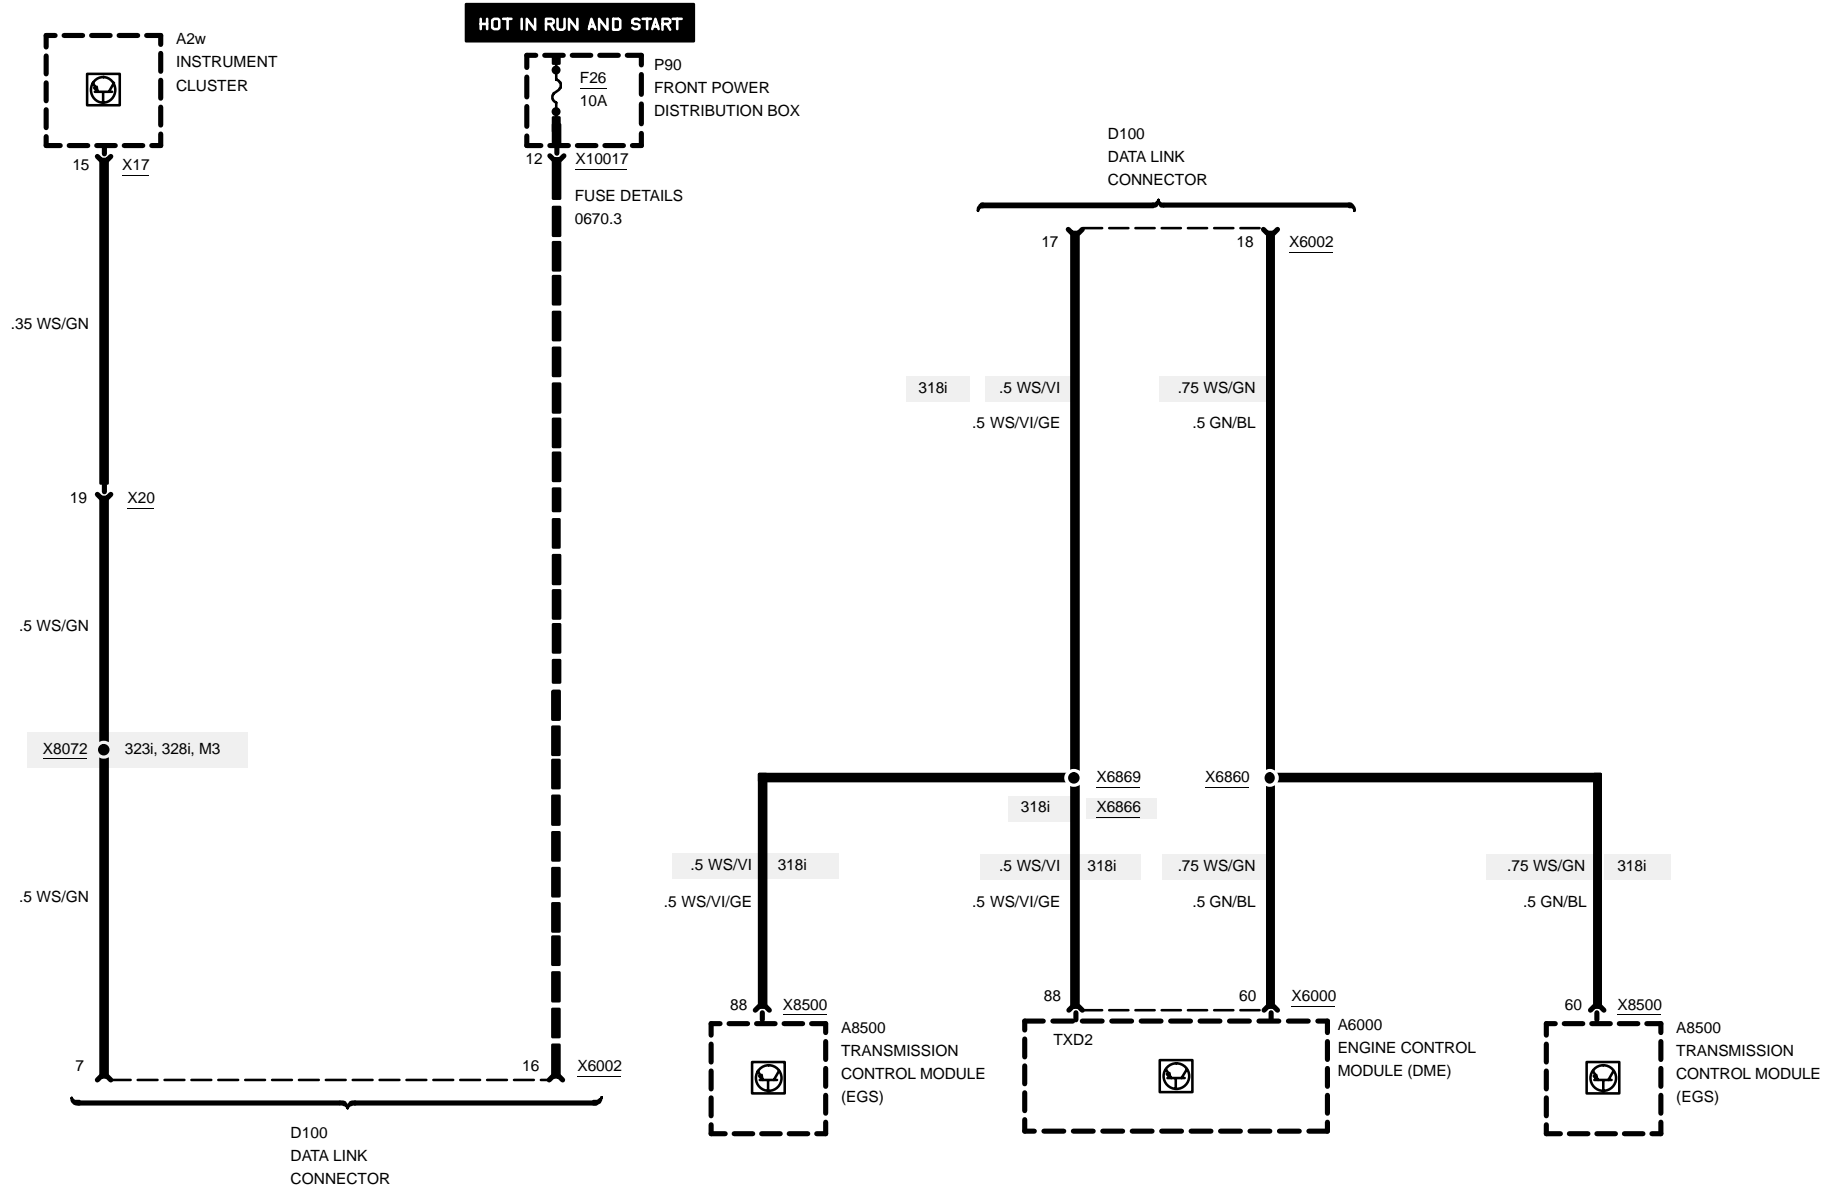 HOT IN RUN AND START
A2w
INSTRUMENT
CLUSTER
F26
10A
P90
FRONT POWER
DISTRIBUTION BOX
15 X17
12 X10017
FUSE DETAILS
0670.3
D100
DATA LINK
CONNECTOR
17 18 X6002
.35 WS/GN
318i .5 WS/VI .75 WS/GN
.5 WS/VI/GE .5 GN/BL
19 X20
.5 WS/GN
X8072 323i, 328i, M3
X6869 X6860
318i X6866
.5 WS/VI 318i .5 WS/VI 318i .75 WS/GN .75 WS/GN 318i
.5 WS/GN
.5 WS/VI/GE .5 WS/VI/GE .5 GN/BL .5 GN/BL
88 X8500 88 60 X6000 60 X8500
TXD2
A8500
TRANSMISSION
CONTROL MODULE
(EGS)
A6000
ENGINE CONTROL
MODULE (DME)
A8500
TRANSMISSION
CONTROL MODULE
(EGS)
7 16 X6002
D100
DATA LINK
CONNECTOR